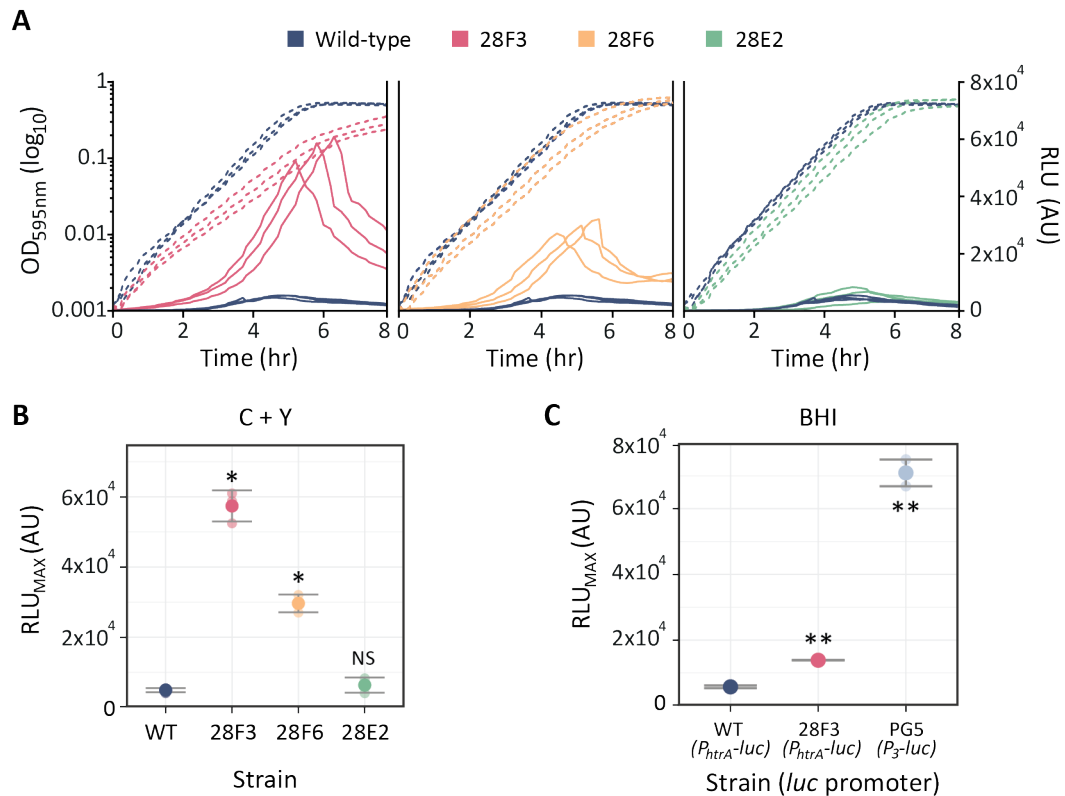 A
Wild-type 28F3 28F6 28E2
OD595nm (log10)
1
0.1
0.01
0.001
0 2 4 6 8
Time (hr)
0 2 4 6 8
Time (hr)
0 2 4 6 8
Time (hr)
8x10^4
6x10^4
4x10^4
2x10^4
0
RLU (AU)
B
C + Y
RLUMAX (AU)
6x10^4
4x10^4
2x10^4
0
*
*
NS
WT 28F3 28F6 28E2
Strain
C
BHI
RLUMAX (AU)
8x10^4
6x10^4
4x10^4
2x10^4
0
**
**
WT 28F3 PG5
(PhtrA-luc) (PhtrA-luc) (P3-luc)
Strain (luc promoter)